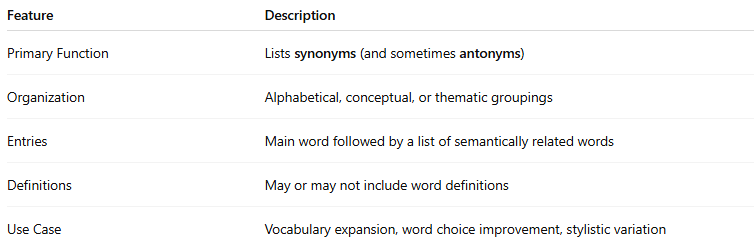 Feature Description
Primary Function Lists synonyms (and sometimes antonyms)
Organization Alphabetical, conceptual, or thematic groupings
Entries Main word followed by a list of semantically related words
Definitions May or may not include word definitions
Use Case Vocabulary expansion, word choice improvement, stylistic variation